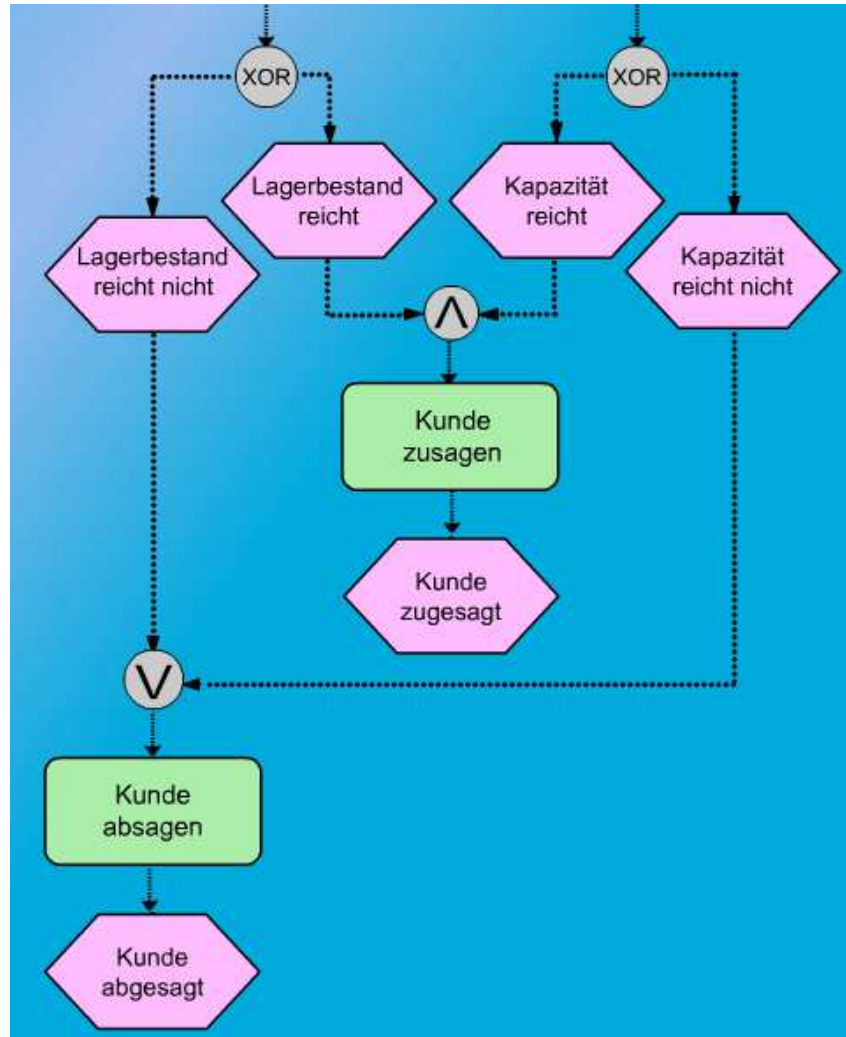 XOR
XOR
Lagerbestand
reicht
Kapazität
reicht
Lagerbestand
reicht nicht
Kapazität
reicht nicht
Λ
Kunde
zusagen
Kunde
zugesagt
V
Kunde
absagen
Kunde
abgesagt